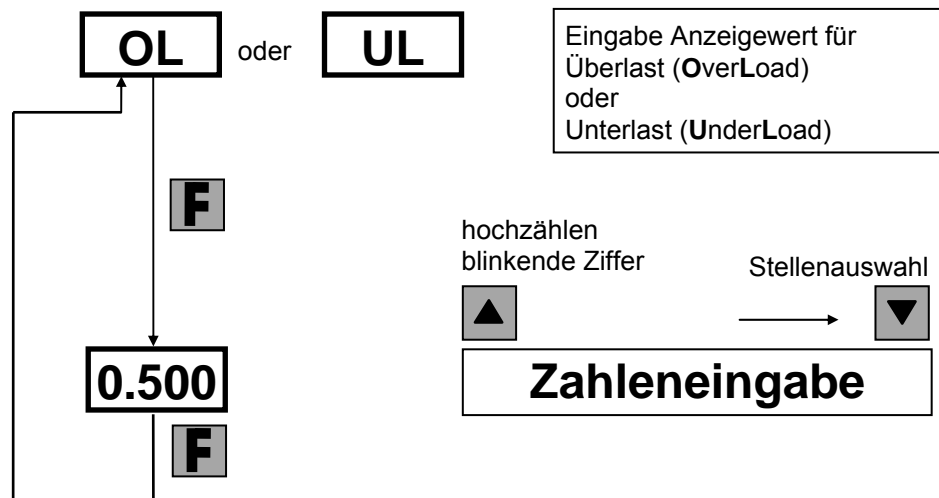 OL oder UL
Eingabe Anzeigewert für
Überlast (OverLoad)
oder
Unterlast (UnderLoad)
F
hochzählen
blinkende Ziffer
Stellenauswahl
0.500
Zahleneingabe
F